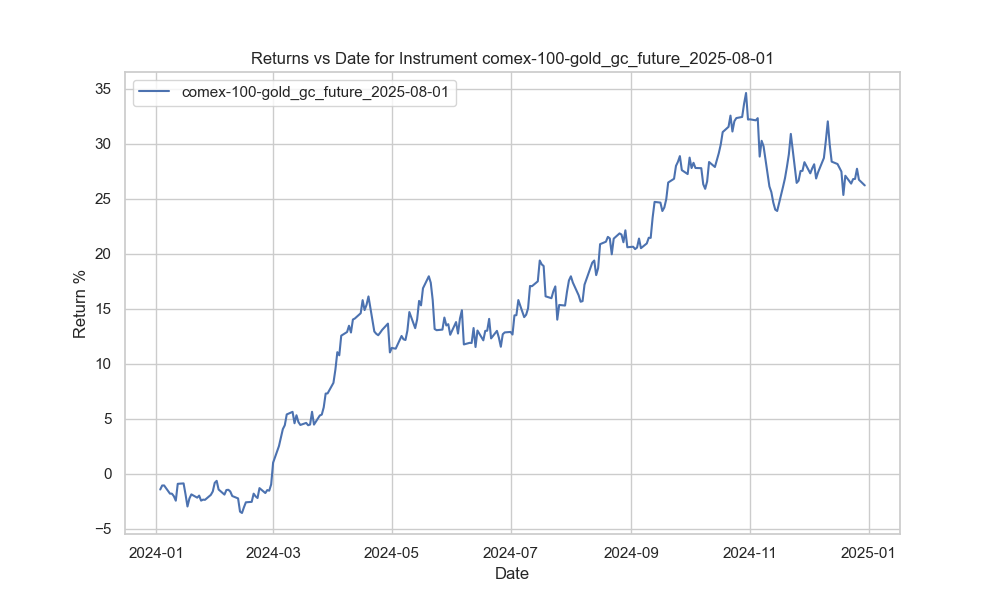 Returns vs Date for Instrument comex-100-gold_gc_future_2025-08-01
comex-100-gold_gc_future_2025-08-01
35
30
25
20
15
10
5
0
−5
Return %
2024-01 2024-03 2024-05 2024-07 2024-09 2024-11 2025-01
Date